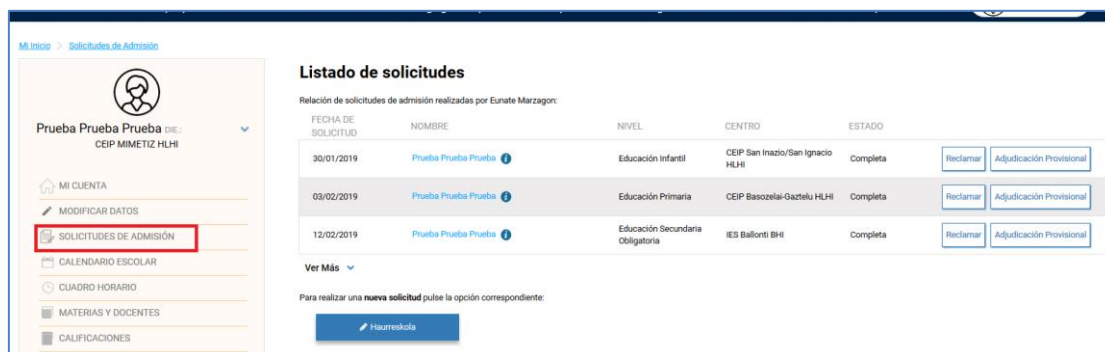 Mi Inicio > Solicitudes de Admisión
Prueba Prueba Prueba DIE.:
CEIP MIMETIZ HLHI
MI CUENTA
MODIFICAR DATOS
SOLICITUDES DE ADMISIÓN
CALENDARIO ESCOLAR
CUADRO HORARIO
MATERIAS Y DOCENTES
CALIFICACIONES
Listado de solicitudes
Relación de solicitudes de admisión realizadas por Eunate Marzagon:
FECHA DE SOLICITUD NOMBRE NIVEL CENTRO ESTADO
30/01/2019 Prueba Prueba Prueba Educación Infantil CEIP San Inazio/San Ignacio HLHI Completa Reclamar Adjudicación Provisional
03/02/2019 Prueba Prueba Prueba Educación Primaria CEIP Basozelai-Gaztelu HLHI Completa Reclamar Adjudicación Provisional
12/02/2019 Prueba Prueba Prueba Educación Secundaria Obligatoria IES Ballonti BHI Completa Reclamar Adjudicación Provisional
Ver Más
Para realizar una nueva solicitud pulse la opción correspondiente:
Haurreskola